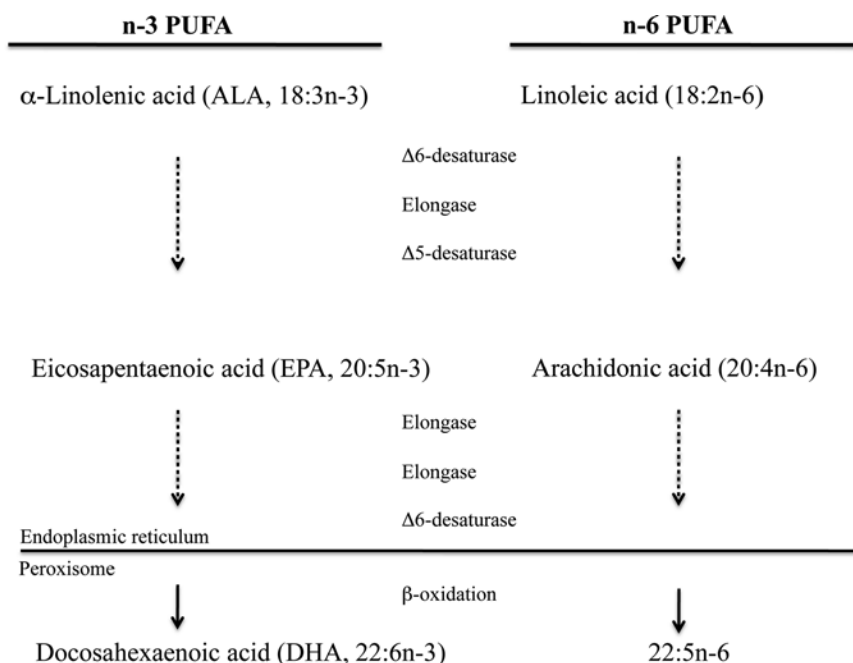 n-3 PUFA
n-6 PUFA
α-Linolenic acid (ALA, 18:3n-3)
Linoleic acid (18:2n-6)
Δ6-desaturase
Elongase
Δ5-desaturase
Eicosapentaenoic acid (EPA, 20:5n-3)
Arachidonic acid (20:4n-6)
Elongase
Elongase
Δ6-desaturase
Endoplasmic reticulum
Peroxisome
β-oxidation
Docosahexaenoic acid (DHA, 22:6n-3)
22:5n-6